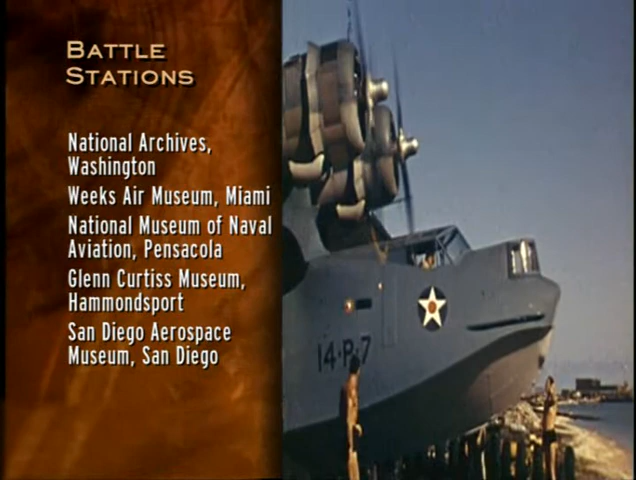 BATTLE
STATIONS
National Archives,
Washington
Weeks Air Museum, Miami
National Museum of Naval
Aviation, Pensacola
Glenn Curtiss Museum,
Hammondsport
San Diego Aerospace
Museum, San Diego
14-P-7